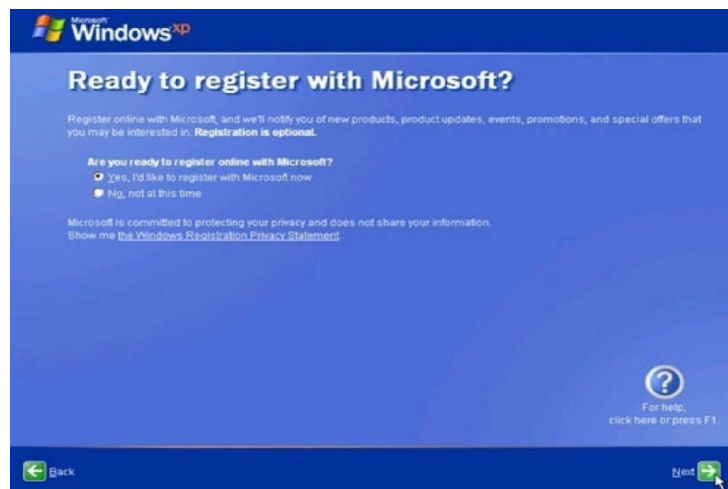 Microsoft
Windows xp
Ready to register with Microsoft?
Register online with Microsoft, and we'll notify you of new products, product updates, events, promotions, and special offers that
you may be interested in. Registration is optional.
Are you ready to register online with Microsoft?
Yes, I'd like to register with Microsoft now
No, not at this time
Microsoft is committed to protecting your privacy and does not share your information.
Show me the Windows Registration Privacy Statement.
For help,
click here or press F1.
Back
Next